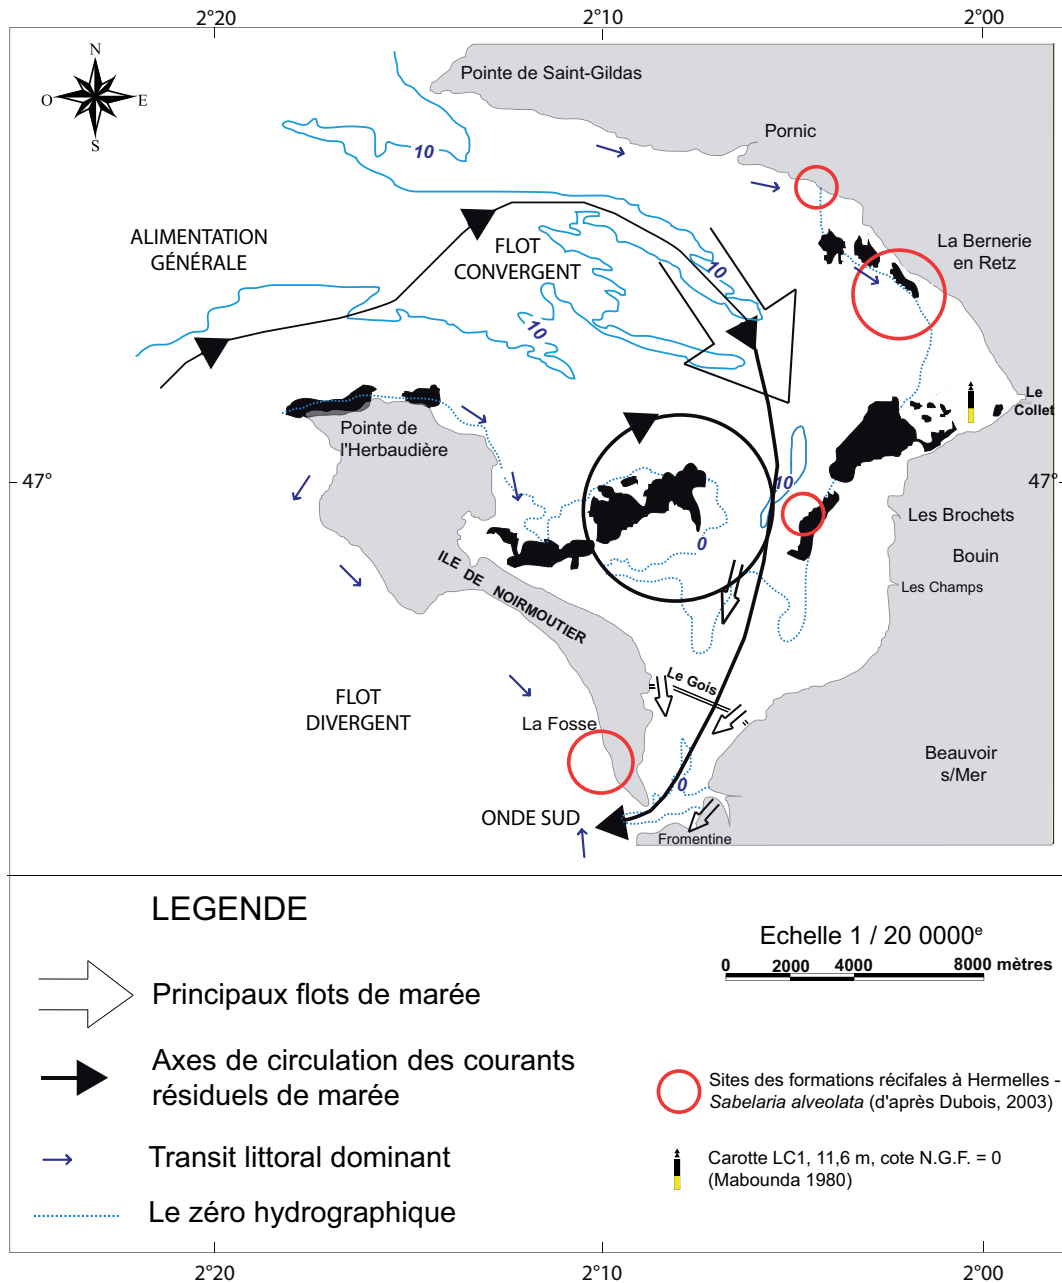 2°20
2°10
2°00
N
O
E
S
Pointe de Saint-Gildas
Pornic
10
ALIMENTATION
GÉNÉRALE
FLOT
CONVERGENT
La Bernerie
en Retz
10
10
Le
Collet
Pointe de
l'Herbaudière
47°
47°
10
Les Brochets
0
Bouin
ILE DE NOIRMOUTIER
Les Champs
Le Gois
FLOT
DIVERGENT
La Fosse
Beauvoir
s/Mer
0
ONDE SUD
Fromentine
LEGENDE
Principaux flots de marée
Axes de circulation des courants
résiduels de marée
Transit littoral dominant
Le zéro hydrographique
Echelle 1 / 20 0000e
0 2000 4000 8000 mètres
Sites des formations récifales à Hermelles -
Sabelaria alveolata (d'après Dubois, 2003)
Carotte LC1, 11,6 m, cote N.G.F. = 0
(Mabounda 1980)
2°20
2°10
2°00